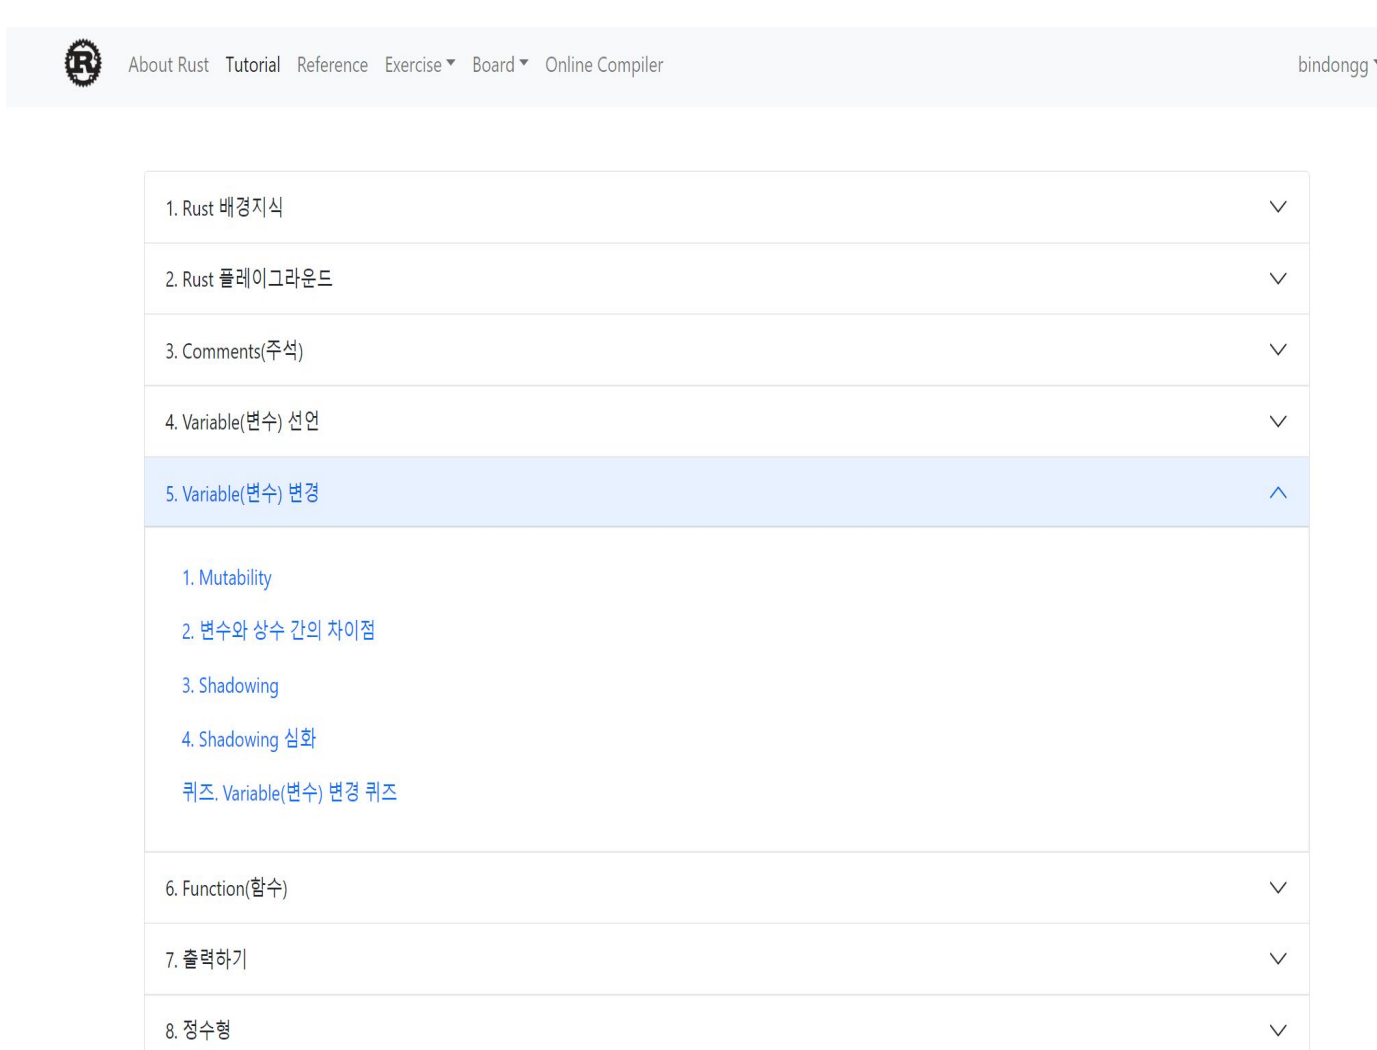 R
About Rust Tutorial Reference Exercise Board Online Compiler bindongg
1. Rust 배경지식
2. Rust 플레이그라운드
3. Comments(주석)
4. Variable(변수) 선언
5. Variable(변수) 변경
1. Mutability
2. 변수와 상수 간의 차이점
3. Shadowing
4. Shadowing 심화
퀴즈. Variable(변수) 변경 퀴즈
6. Function(함수)
7. 출력하기
8. 정수형